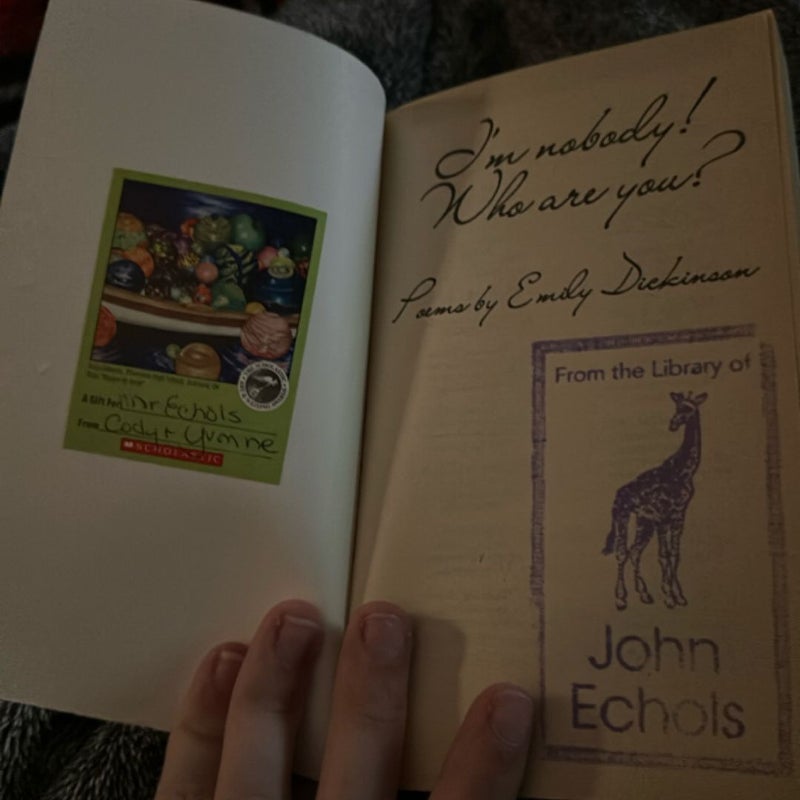 A Gift For Mr Echols
From Cody + Yvonne
SCHOLASTIC
I'm nobody!
Who are you?
Poems by Emily Dickinson
From the Library of
John
Echols